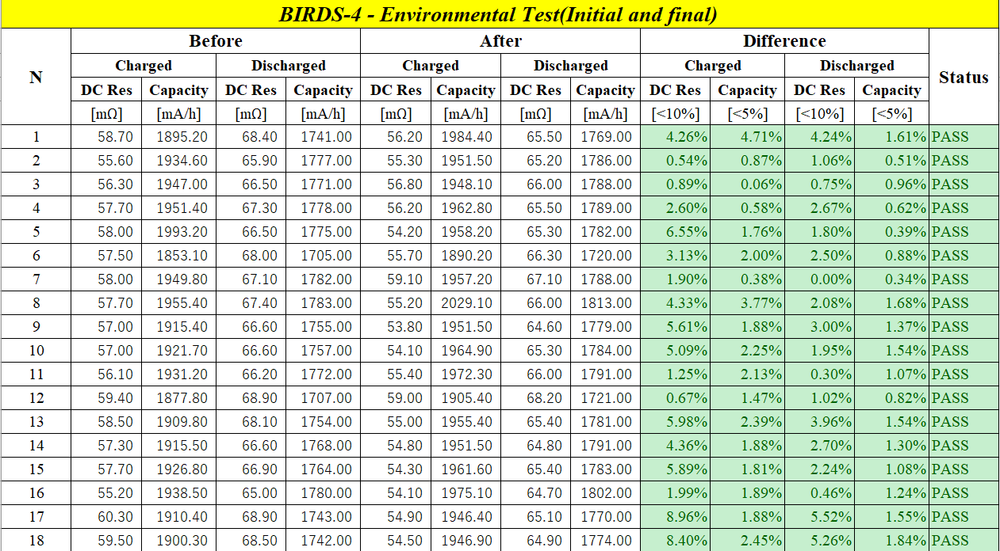 BIRDS-4 - Environmental Test(Initial and final)
N Before After Difference Status
Charged Discharged Charged Discharged Charged Discharged
DC Res Capacity DC Res Capacity DC Res Capacity DC Res Capacity DC Res Capacity DC Res Capacity
[mΩ] [mA/h] [mΩ] [mA/h] [mΩ] [mA/h] [mΩ] [mA/h] [<10%] [<5%] [<10%] [<5%]
1 58.70 1895.20 68.40 1741.00 56.20 1984.40 65.50 1769.00 4.26% 4.71% 4.24% 1.61% PASS
2 55.60 1934.60 65.90 1777.00 55.30 1951.50 65.20 1786.00 0.54% 0.87% 1.06% 0.51% PASS
3 56.30 1947.00 66.50 1771.00 56.80 1948.10 66.00 1788.00 0.89% 0.06% 0.75% 0.96% PASS
4 57.70 1951.40 67.30 1778.00 56.20 1962.80 65.50 1789.00 2.60% 0.58% 2.67% 0.62% PASS
5 58.00 1993.20 66.50 1775.00 54.20 1958.20 65.30 1782.00 6.55% 1.76% 1.80% 0.39% PASS
6 57.50 1853.10 68.00 1705.00 55.70 1890.20 66.30 1720.00 3.13% 2.00% 2.50% 0.88% PASS
7 58.00 1949.80 67.10 1782.00 59.10 1957.20 67.10 1788.00 1.90% 0.38% 0.00% 0.34% PASS
8 57.70 1955.40 67.40 1783.00 55.20 2029.10 66.00 1813.00 4.33% 3.77% 2.08% 1.68% PASS
9 57.00 1915.40 66.60 1755.00 53.80 1951.50 64.60 1779.00 5.61% 1.88% 3.00% 1.37% PASS
10 57.00 1921.70 66.60 1757.00 54.10 1964.90 65.30 1784.00 5.09% 2.25% 1.95% 1.54% PASS
11 56.10 1931.20 66.20 1772.00 55.40 1972.30 66.00 1791.00 1.25% 2.13% 0.30% 1.07% PASS
12 59.40 1877.80 68.90 1707.00 59.00 1905.40 68.20 1721.00 0.67% 1.47% 1.02% 0.82% PASS
13 58.50 1909.80 68.10 1754.00 55.00 1955.40 65.40 1781.00 5.98% 2.39% 3.96% 1.54% PASS
14 57.30 1915.50 66.60 1768.00 54.80 1951.50 64.80 1791.00 4.36% 1.88% 2.70% 1.30% PASS
15 57.70 1926.80 66.90 1764.00 54.30 1961.60 65.40 1783.00 5.89% 1.81% 2.24% 1.08% PASS
16 55.20 1938.50 65.00 1780.00 54.10 1975.10 64.70 1802.00 1.99% 1.89% 0.46% 1.24% PASS
17 60.30 1910.40 68.90 1743.00 54.90 1946.40 65.10 1770.00 8.96% 1.88% 5.52% 1.55% PASS
18 59.50 1900.30 68.50 1742.00 54.50 1946.90 64.90 1774.00 8.40% 2.45% 5.26% 1.84% PASS